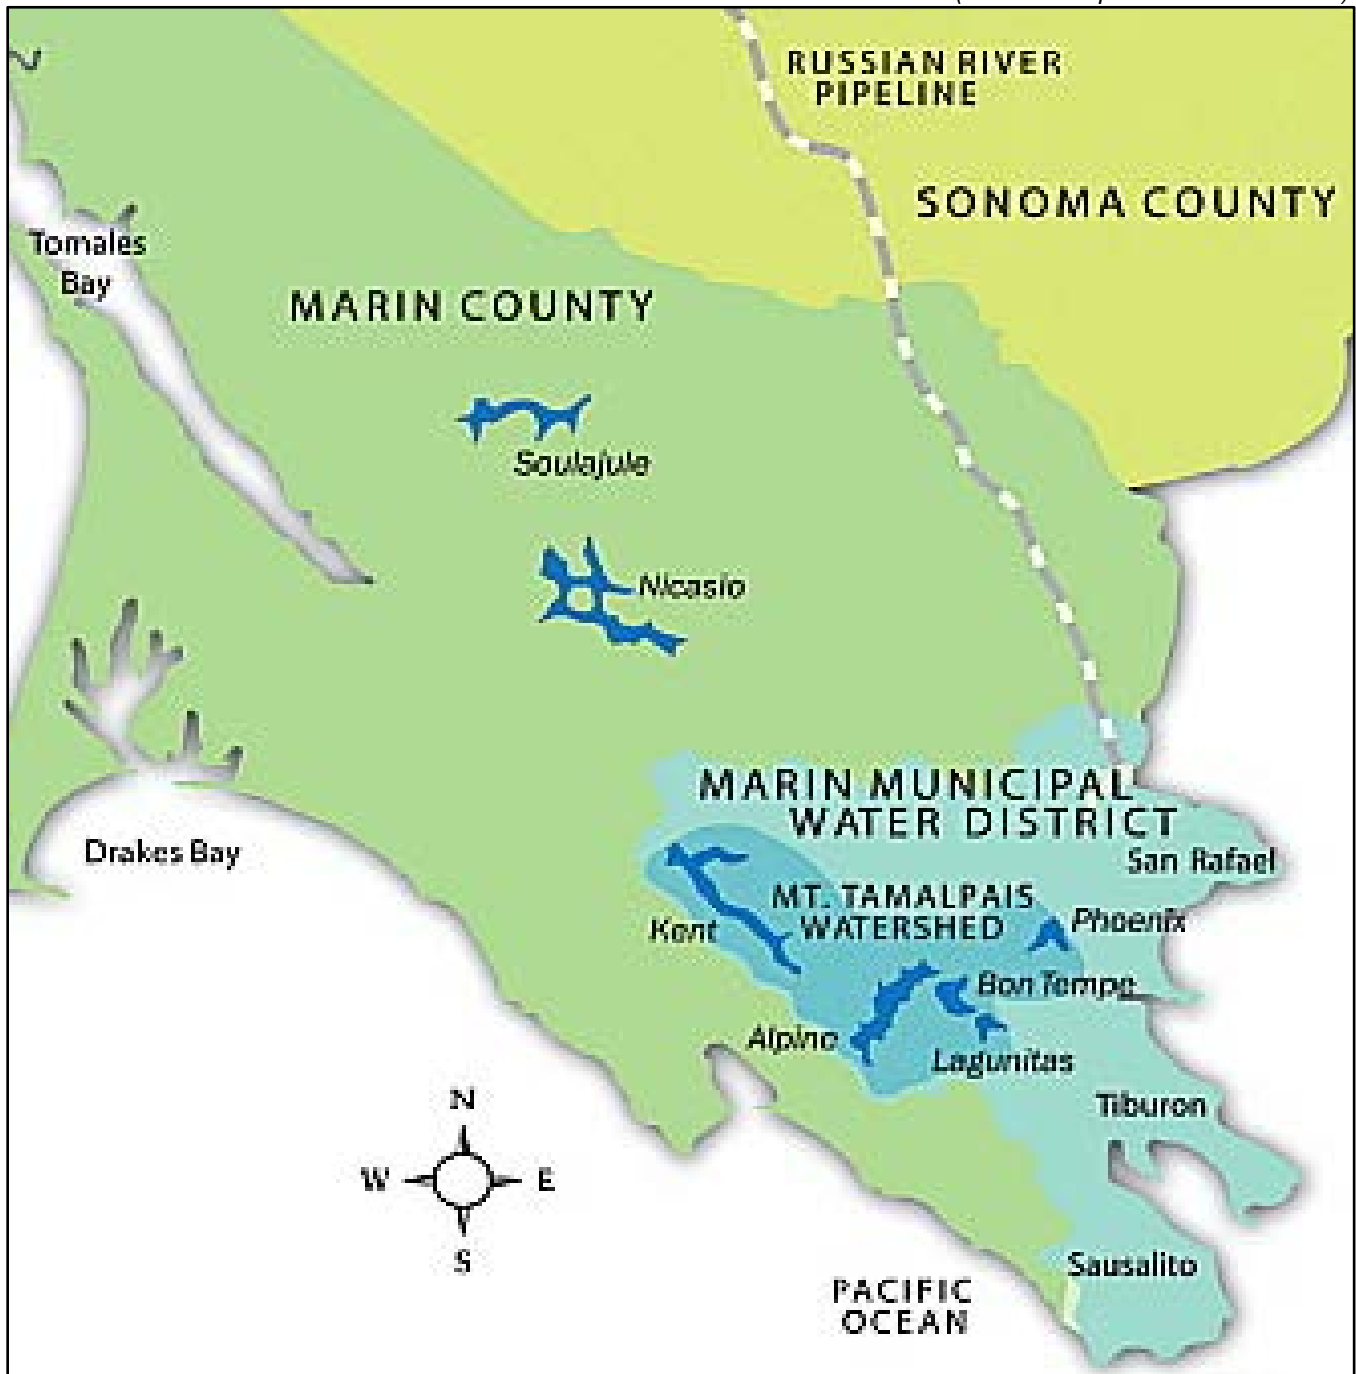 RUSSIAN RIVER
PIPELINE
SONOMA COUNTY
Tomales
Bay
MARIN COUNTY
Soulajule
Nicasio
MARIN MUNICIPAL
WATER DISTRICT
Drakes Bay
San Rafael
MT. TAMALPAIS
WATERSHED
Kent
Phoenix
Bon Tempe
Alpine
Lagunitas
N
Tiburon
W
E
S
Sausalito
PACIFIC
OCEAN